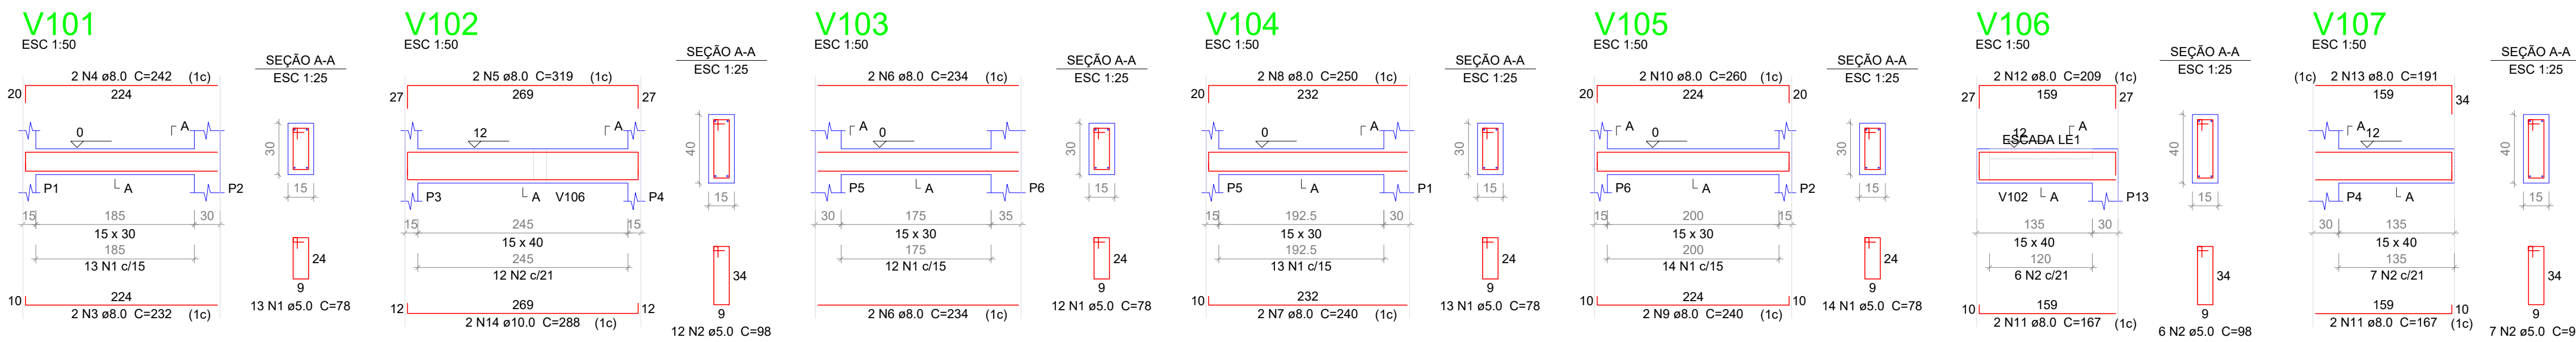 V101
ESC 1:50
SEÇÃO A-A
ESC 1:25
2 N4 ø8.0 C=242 (1c)
20
224
0
A
30
15
P1
A
P2
15
185
30
15 x 30
185
13 N1 c/15
24
9
13 N1 ø5.0 C=78
10
224
2 N3 ø8.0 C=232 (1c)
V102
ESC 1:50
SEÇÃO A-A
ESC 1:25
2 N5 ø8.0 C=319 (1c)
27
269
27
12
A
40
15
P3
A
V106
P4
15
245
15
15 x 40
245
12 N2 c/21
34
9
12 N2 ø5.0 C=98
12
269
12
2 N14 ø10.0 C=288 (1c)
V103
ESC 1:50
SEÇÃO A-A
ESC 1:25
2 N6 ø8.0 C=234 (1c)
A
0
30
15
P5
A
P6
30
175
35
15 x 30
175
12 N1 c/15
24
9
12 N1 ø5.0 C=78
2 N6 ø8.0 C=234 (1c)
V104
ESC 1:50
SEÇÃO A-A
ESC 1:25
2 N8 ø8.0 C=250 (1c)
20
232
A
0
30
15
P5
A
P1
15
192.5
30
15 x 30
192.5
13 N1 c/15
24
9
13 N1 ø5.0 C=78
10
232
2 N7 ø8.0 C=240 (1c)
V105
ESC 1:50
SEÇÃO A-A
ESC 1:25
2 N10 ø8.0 C=260 (1c)
20
224
20
A
0
30
15
P6
A
P2
15
200
15
15 x 30
200
14 N1 c/15
24
9
14 N1 ø5.0 C=78
10
224
10
2 N9 ø8.0 C=240 (1c)
V106
ESC 1:50
SEÇÃO A-A
ESC 1:25
2 N12 ø8.0 C=209 (1c)
27
159
27
12
A
ESCADA LE1
40
15
V102
A
P13
135
30
15 x 40
120
6 N2 c/21
34
9
6 N2 ø5.0 C=98
10
159
2 N11 ø8.0 C=167 (1c)
V107
ESC 1:50
SEÇÃO A-A
ESC 1:25
(1c) 2 N13 ø8.0 C=191
159
34
A
12
40
15
P4
A
30
135
15 x 40
135
7 N2 c/21
34
9
7 N2 ø5.0 C=9
159
10
2 N11 ø8.0 C=167 (1c)